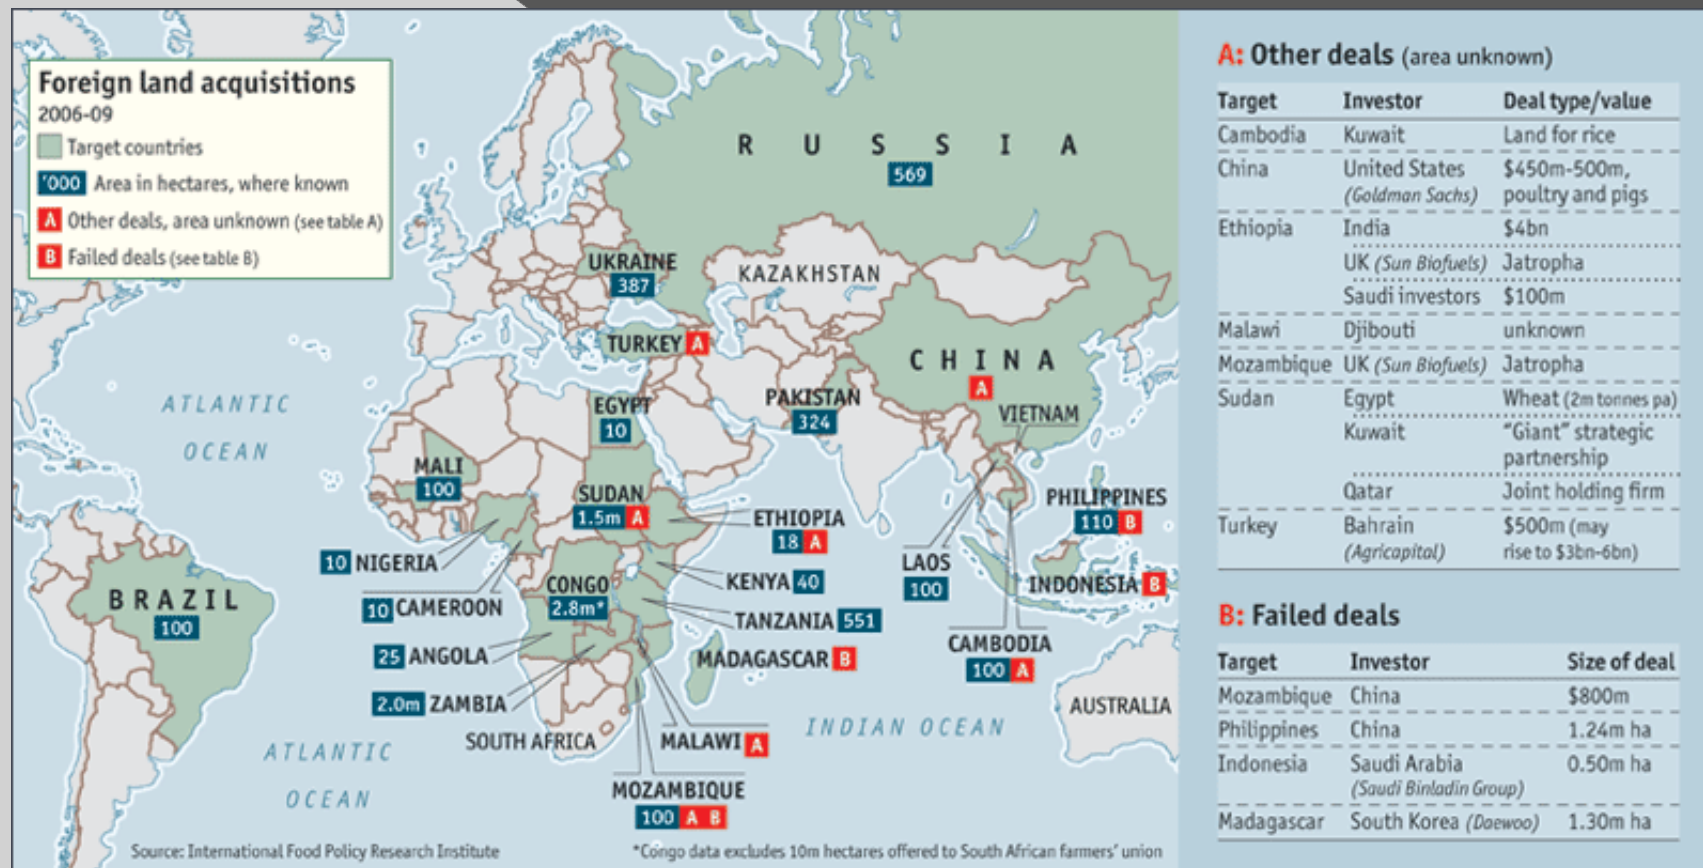 Foreign land acquisitions
2006-09
Target countries
'000 Area in hectares, where known
A Other deals, area unknown (see table A)
B Failed deals (see table B)
RUSSIA
569
UKRAINE
387
KAZAKHSTAN
TURKEY A
CHINA
A
PAKISTAN
324
VIETNAM
EGYPT
10
ATLANTIC
OCEAN
MALI
100
SUDAN
1.5m A
ETHIOPIA
18 A
PHILIPPINES
110 B
10 NIGERIA
LAOS
100
KENYA 40
INDONESIA B
CONGO
2.8m*
10 CAMEROON
BRAZIL
100
TANZANIA 551
CAMBODIA
100 A
25 ANGOLA
MADAGASCAR B
2.0m ZAMBIA
AUSTRALIA
INDIAN OCEAN
SOUTH AFRICA
MALAWI A
ATLANTIC
OCEAN
MOZAMBIQUE
100 A B
Source: International Food Policy Research Institute
*Congo data excludes 10m hectares offered to South African farmers' union
A: Other deals (area unknown)
Target Investor Deal type/value
Cambodia Kuwait Land for rice
China United States $450m-500m,
(Goldman Sachs) poultry and pigs
Ethiopia India $4bn
UK (Sun Biofuels) Jatropha
Saudi investors $100m
Malawi Djibouti unknown
Mozambique UK (Sun Biofuels) Jatropha
Sudan Egypt Wheat (2m tonnes pa)
Kuwait "Giant" strategic
partnership
Qatar Joint holding firm
Turkey Bahrain $500m (may
(Agricapital) rise to $3bn-6bn)
B: Failed deals
Target Investor Size of deal
Mozambique China $800m
Philippines China 1.24m ha
Indonesia Saudi Arabia 0.50m ha
(Saudi Binladin Group)
Madagascar South Korea (Daewoo) 1.30m ha